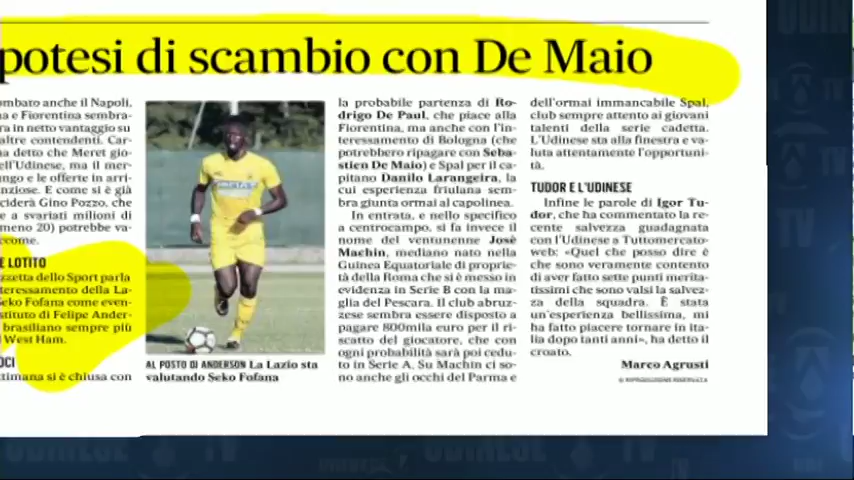 potesi di scambio con De Maio
ombato anche il Napoli,
na e Fiorentina sembra-
ra in netto vantaggio su
altre contendenti. Car-
a detto che Meret gio-
ell'Udinese, ma il mer-
ungo e le offerte in arri-
nziose. E come si è già
ciderà Gino Pozzo, che
e a svariati milioni di
meno 20) potrebbe va-
ccome.
E LOTITO
zzetta dello Sport parla
teressamento della La-
Seko Fofana come even-
stituto di Felipe Ander-
brasiliano sempre più
West Ham.
OCI
ttimana si è chiusa con
AL POSTO DI ANDERSON La Lazio sta
valutando Seko Fofana
la probabile partenza di Ro-
drigo De Paul, che piace alla
Fiorentina, ma anche con l'in-
teressamento di Bologna (che
potrebbero ripagare con Seba-
stien De Maio) e Spal per il ca-
pitano Danilo Larangeira, la
cui esperienza friulana sem-
bra giunta ormai al capolinea.
In entrata, e nello specifico
a centrocampo, si fa invece il
nome del ventunenne Josè
Machin, mediano nato nella
Guinea Equatoriale di proprie-
tà della Roma che si è messo in
evidenza in Serie B con la ma-
glia del Pescara. Il club abruz-
zese sembra essere disposto a
pagare 800mila euro per il ri-
scatto del giocatore, che con
ogni probabilità sarà poi cedu-
to in Serie A. Su Machin ci so-
no anche gli occhi del Parma e
dell'ormai immancabile Spal,
club sempre attento ai giovani
talenti della serie cadetta.
L'Udinese sta alla finestra e va-
luta attentamente l'opportuni-
tà.
TUDOR E L'UDINESE
Infine le parole di Igor Tu-
dor, che ha commentato la re-
cente salvezza guadagnata
con l'Udinese a Tuttomercato-
web: «Quel che posso dire è
che sono veramente contento
di aver fatto sette punti merita-
tissimi che sono valsi la salvez-
za della squadra. È stata
un'esperienza bellissima, mi
ha fatto piacere tornare in Ita-
lia dopo tanti anni», ha detto il
croato.
Marco Agrusti
© RIPRODUZIONE RISERVATA
UDINESE TV